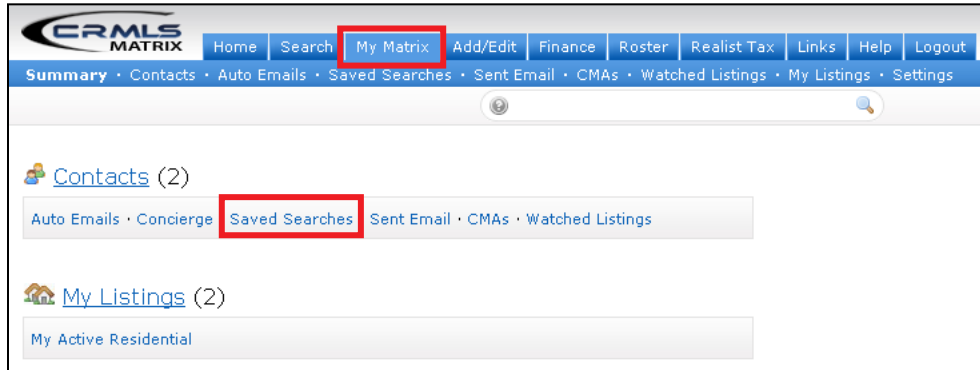 CRMLS
MATRIX
Home Search My Matrix Add/Edit Finance Roster Realist Tax Links Help Logout
Summary · Contacts · Auto Emails · Saved Searches · Sent Email · CMAs · Watched Listings · My Listings · Settings
?
Contacts (2)
Auto Emails · Concierge Saved Searches Sent Email · CMAs · Watched Listings
My Listings (2)
My Active Residential